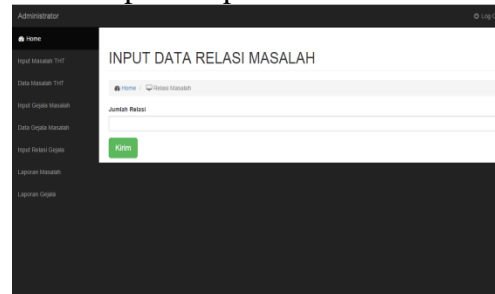 Administrator
Log O
Home
Input Masalah THT
INPUT DATA RELASI MASALAH
Data Masalah THT
Home / Relasi Masalah
Input Gejala Masalah
Jumlah Relasi
Data Gejala Masalah
Input Relasi Gejala
Kirim
Laporan Masalah
Laporan Gejala